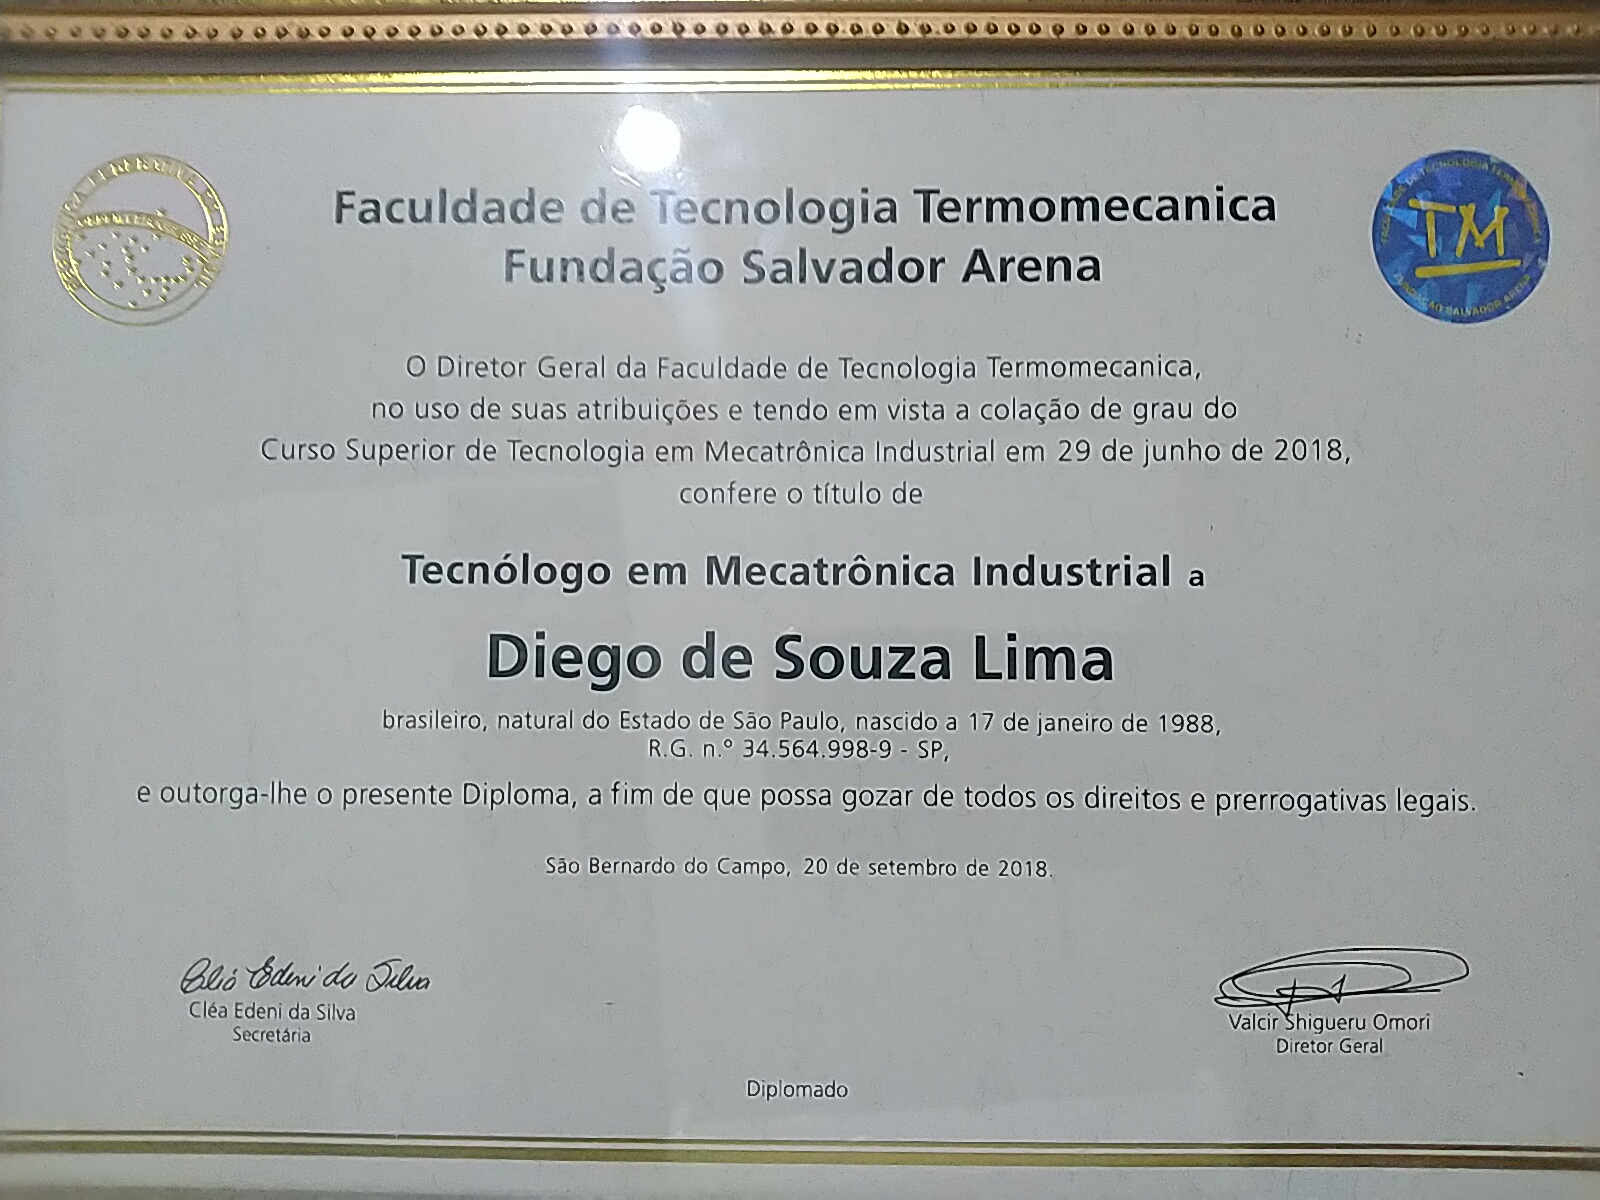 Faculdade de Tecnologia Termomecanica
Fundação Salvador Arena
TM
FUNDAÇÃO SALVADOR ARENA
O Diretor Geral da Faculdade de Tecnologia Termomecanica,
no uso de suas atribuições e tendo em vista a colação de grau do
Curso Superior de Tecnologia em Mecatrônica Industrial em 29 de junho de 2018,
confere o título de
Tecnólogo em Mecatrônica Industrial a
Diego de Souza Lima
brasileiro, natural do Estado de São Paulo, nascido a 17 de janeiro de 1988,
R.G. n.º 34.564.998-9 - SP,
e outorga-lhe o presente Diploma, a fim de que possa gozar de todos os direitos e prerrogativas legais.
São Bernardo do Campo, 20 de setembro de 2018.
Cléa Edeni da Silva
Secretária
Valcir Shigueru Omori
Diretor Geral
Diplomado